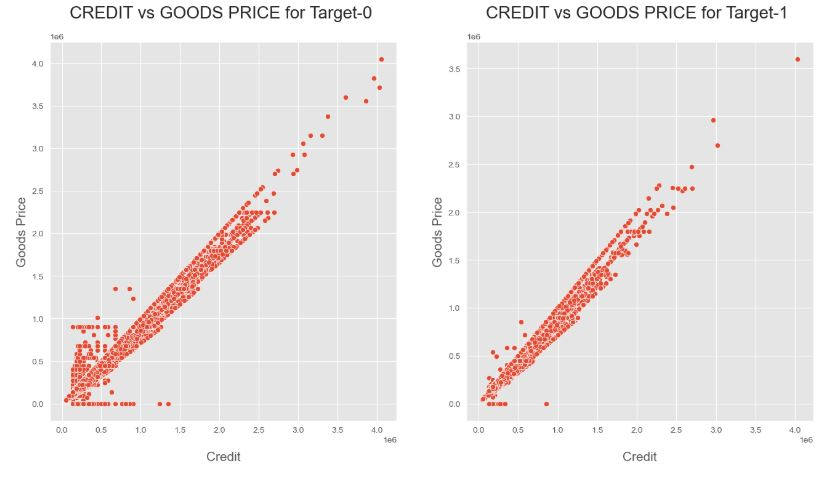 CREDIT vs GOODS PRICE for Target-0
1e6
4.0
3.5
3.0
2.5
2.0
1.5
1.0
0.5
0.0
Goods Price
0.0 0.5 1.0 1.5 2.0 2.5 3.0 3.5 4.0
1e6
Credit
CREDIT vs GOODS PRICE for Target-1
1e6
3.5
3.0
2.5
2.0
1.5
1.0
0.5
0.0
Goods Price
0.0 0.5 1.0 1.5 2.0 2.5 3.0 3.5 4.0
1e6
Credit